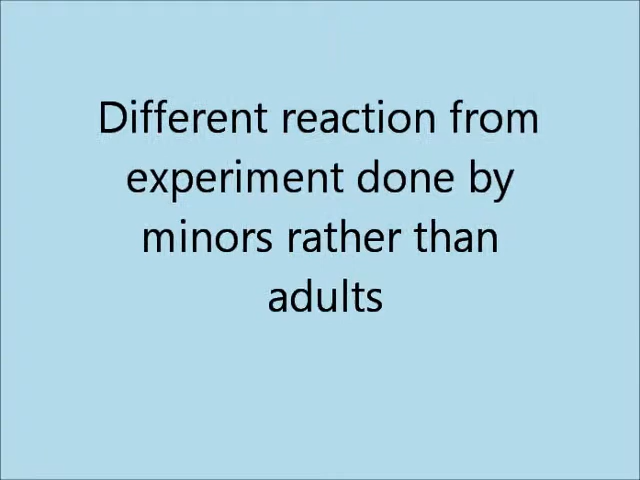 Different reaction from
experiment done by
minors rather than
adults